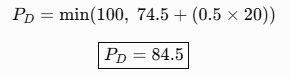 P_D = min(100, 74.5 + (0.5 × 20))
P_D = 84.5